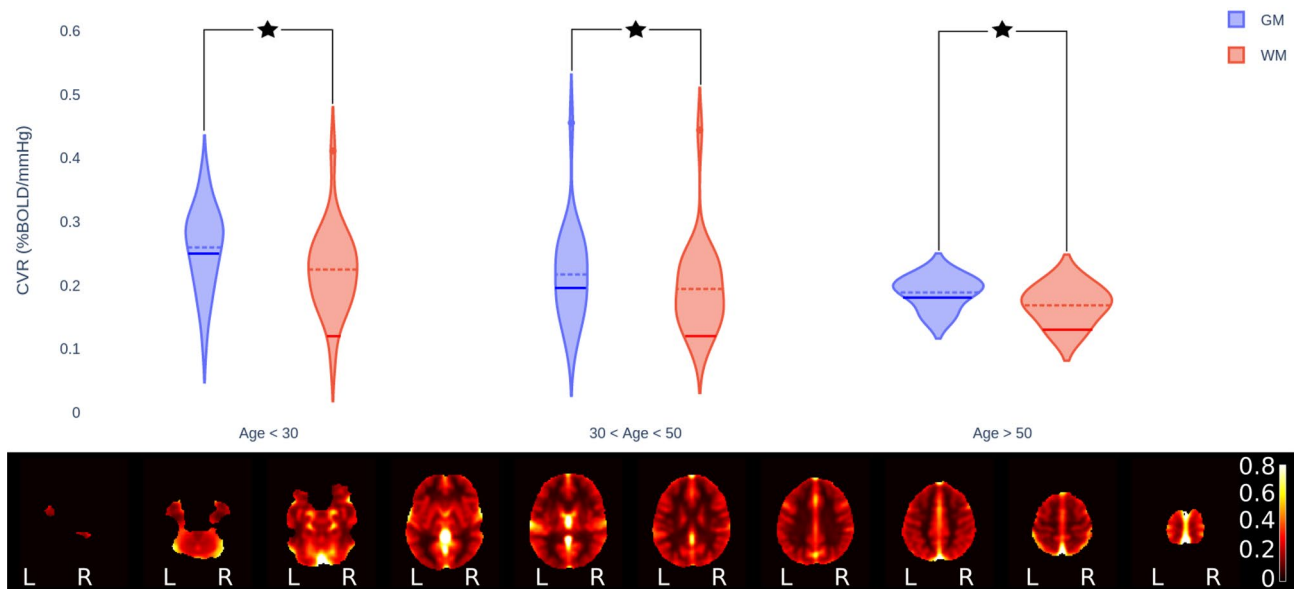 GM
WM
CVR (%BOLD/mmHg)
0.6
0.5
0.4
0.3
0.2
0.1
0
Age < 30
30 < Age < 50
Age > 50
0.8
0.6
0.4
0.2
0
L R L R L R L R L R L R L R L R L R L R